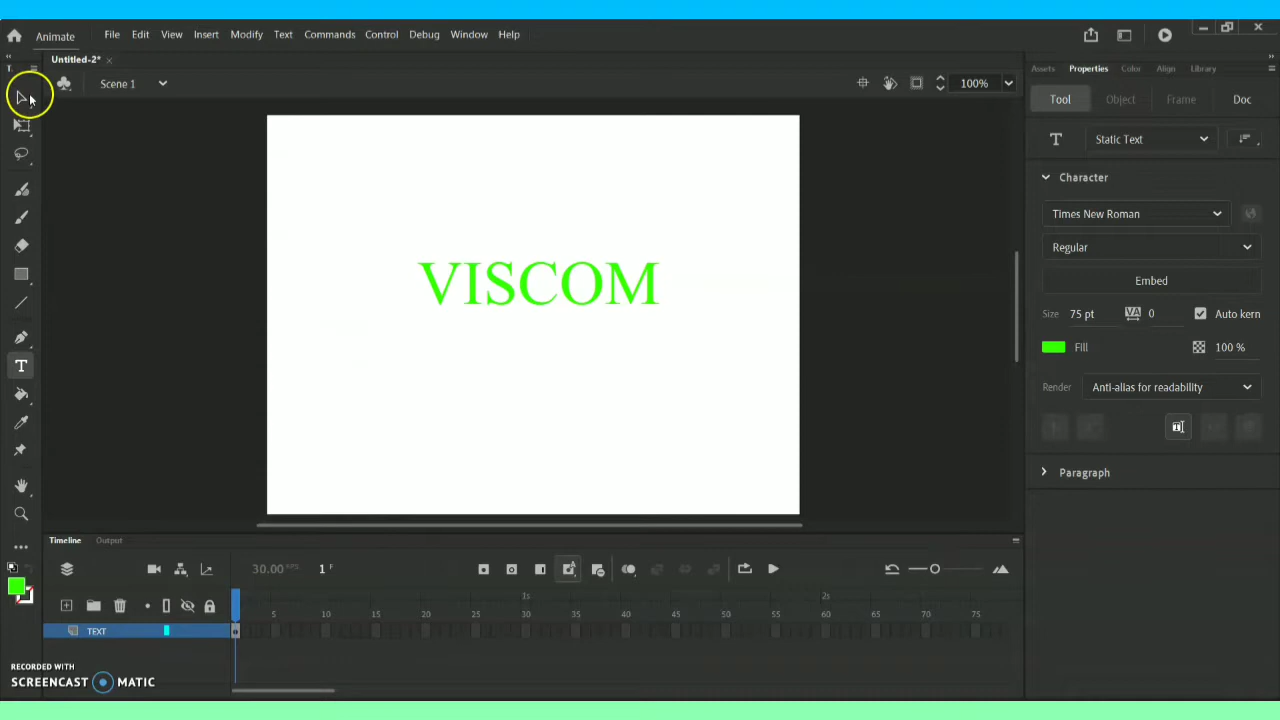 Animate File Edit View Insert Modify Text Commands Control Debug Window Help
Untitled-2*
Scene 1
100%
Assets Properties Color Align Library
Tool Object Frame Doc
T Static Text
Character
Times New Roman
Regular
Embed
Size 75 pt VA 0 Auto kern
Fill 100 %
Render Anti-alias for readability
Paragraph
VISCOM
T
Timeline Output
30.00 FPS 1 F
1s 2s
5 10 15 20 25 30 35 40 45 50 55 60 65 70 75
TEXT
RECORDED WITH
SCREENCAST MATIC